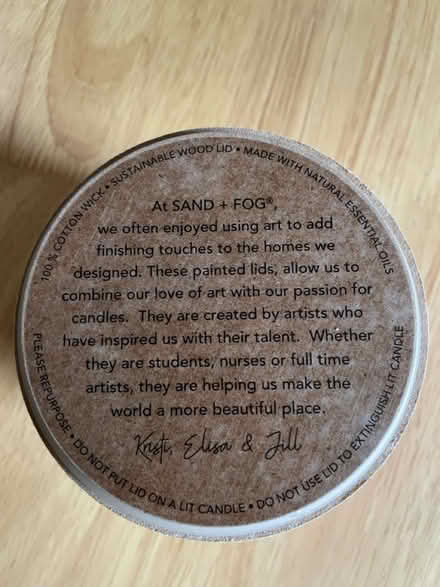 100% COTTON WICK • SUSTAINABLE WOOD LID • MADE WITH NATURAL ESSENTIAL OILS
At SAND + FOG®,
we often enjoyed using art to add
finishing touches to the homes we
designed. These painted lids, allow us to
combine our love of art with our passion for
candles. They are created by artists who
have inspired us with their talent. Whether
they are students, nurses or full time
artists, they are helping us make the
world a more beautiful place.
Kristi, Elisa & Jill
PLEASE REPURPOSE • DO NOT PUT LID ON A LIT CANDLE • DO NOT USE LID TO EXTINGUISH LIT CANDLE